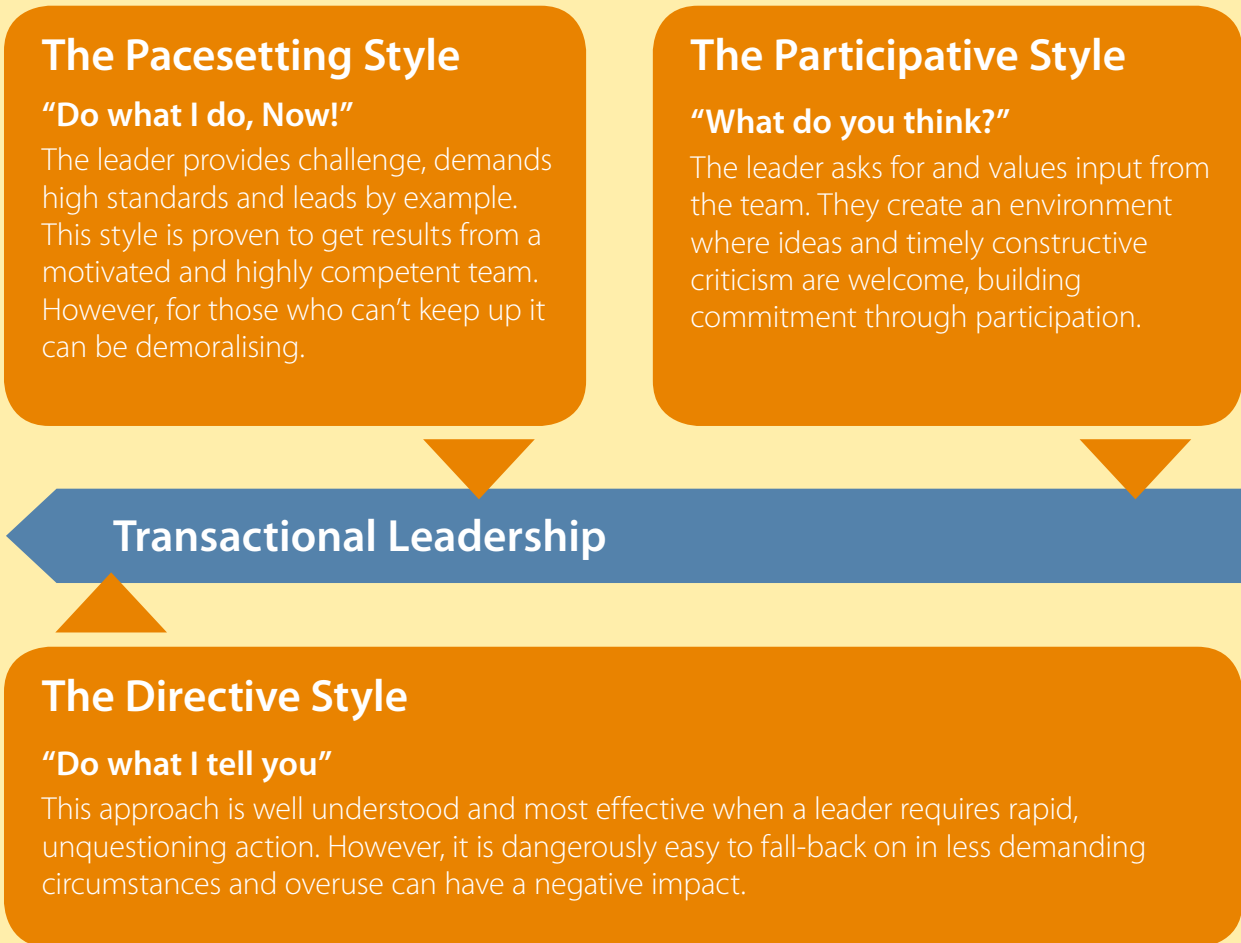 The Pacesetting Style
“Do what I do, Now!”
The leader provides challenge, demands
high standards and leads by example.
This style is proven to get results from a
motivated and highly competent team.
However, for those who can’t keep up it
can be demoralising.
The Participative Style
“What do you think?”
The leader asks for and values input from
the team. They create an environment
where ideas and timely constructive
criticism are welcome, building
commitment through participation.
Transactional Leadership
The Directive Style
“Do what I tell you”
This approach is well understood and most effective when a leader requires rapid,
unquestioning action. However, it is dangerously easy to fall-back on in less demanding
circumstances and overuse can have a negative impact.